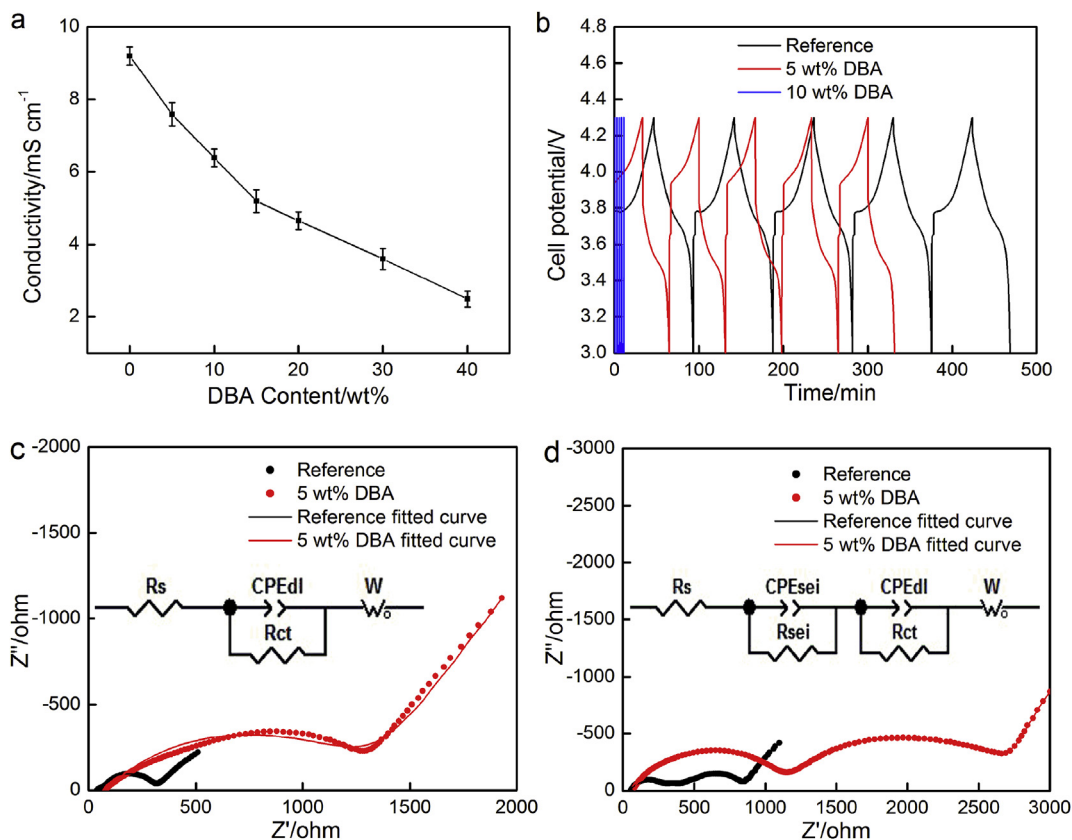 a
10
8
6
4
2
Conductivity/mS cm⁻¹
0
10
20
30
40
DBA Content/wt%
b
Reference
5 wt% DBA
10 wt% DBA
4.8
4.6
4.4
4.2
4.0
3.8
3.6
3.4
3.2
3.0
Cell potential/V
0
100
200
300
400
500
Time/min
c
-2000
-1500
-1000
-500
0
Z''/ohm
Reference
5 wt% DBA
Reference fitted curve
5 wt% DBA fitted curve
Rs
CPEdl
W
o
Rct
0
500
1000
1500
2000
Z'/ohm
d
-3000
-2500
-2000
-1500
-1000
-500
0
Z''/ohm
Reference
5 wt% DBA
Reference fitted curve
5 wt% DBA fitted curve
Rs
CPEsei
CPEdl
W
o
Rsei
Rct
0
500
1000
1500
2000
2500
3000
Z'/ohm